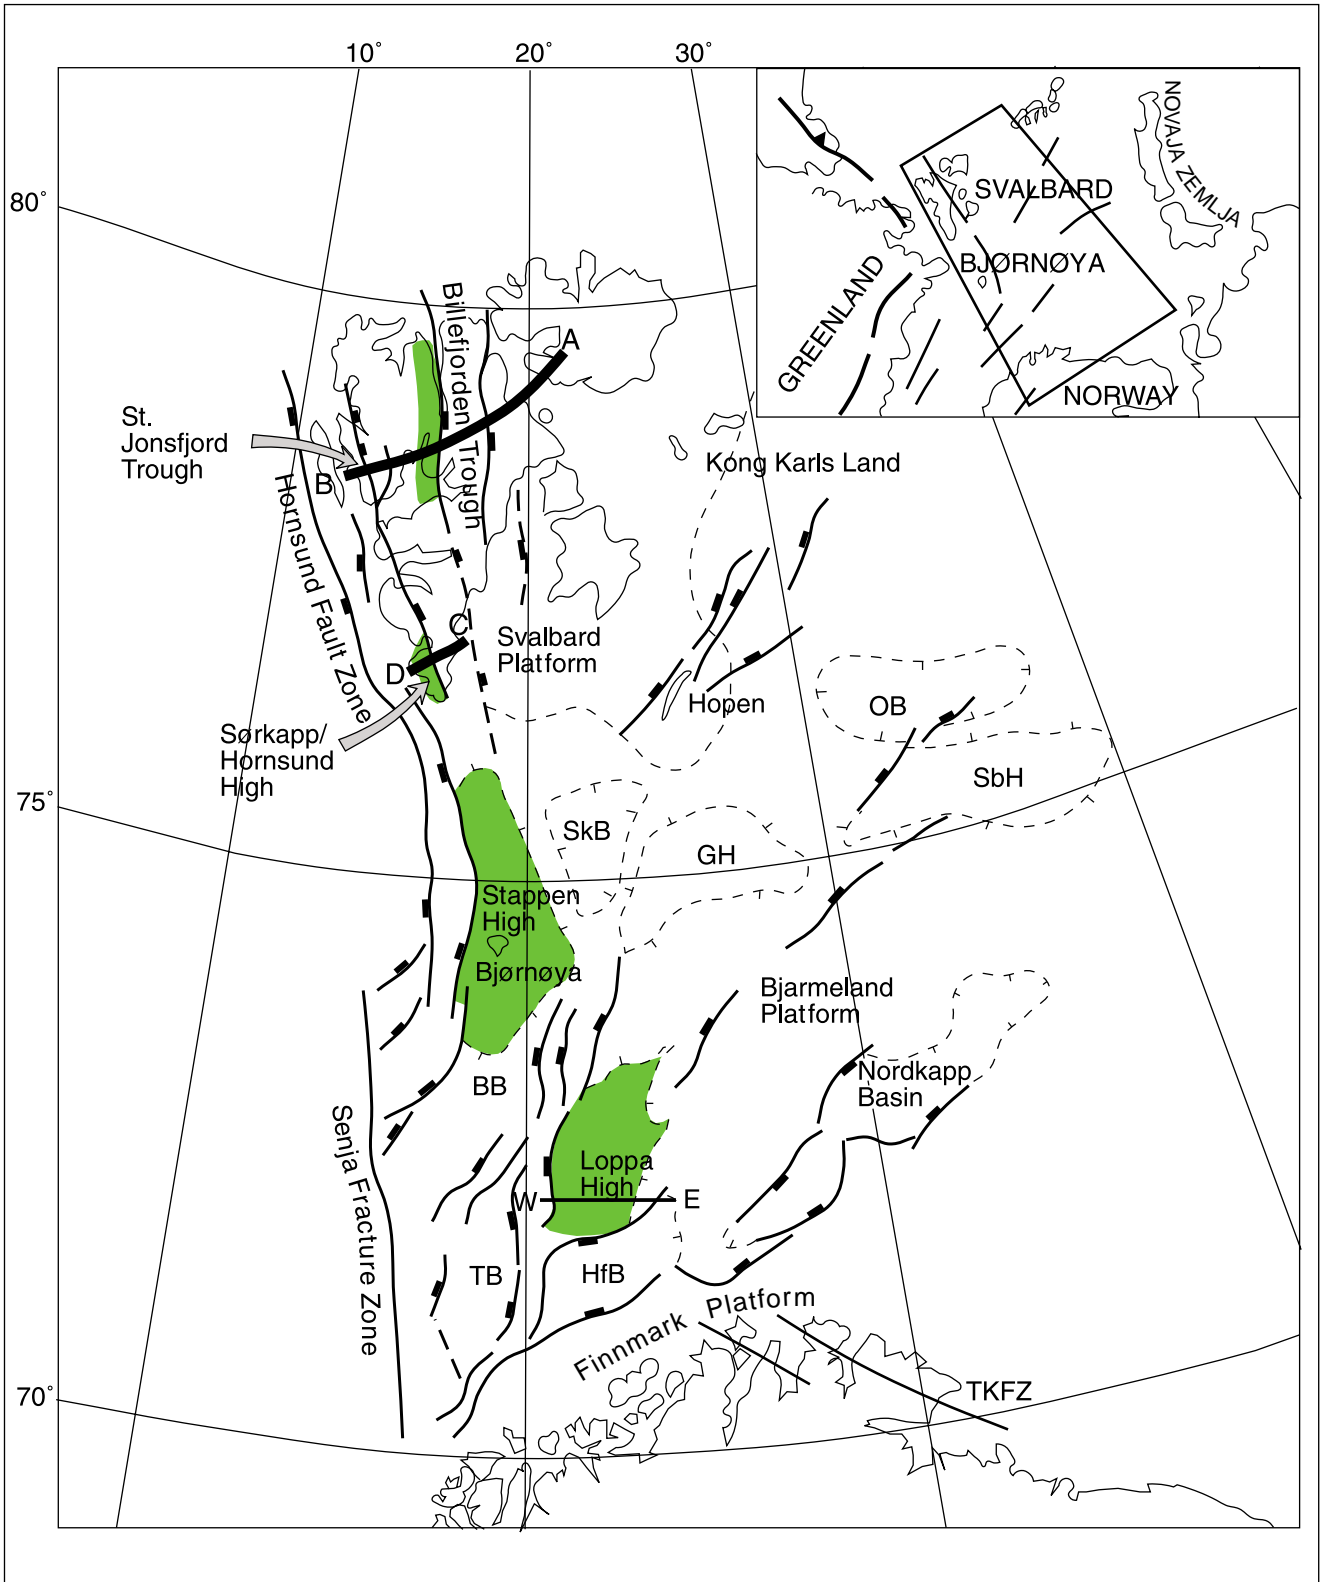 10°
20°
30°
80°
75°
70°
NOVAJA ZEMLJA
SVALBARD
BJØRNØYA
GREENLAND
NORWAY
Billefjorden Trough
A
St.
Jonsfjord
Trough
B
Kong Karls Land
Hornsund Fault Zone
C
Svalbard
Platform
D
Hopen
OB
Sørkapp/
Hornsund
High
SbH
SkB
GH
Stappen
High
Bjørnøya
Bjarmeland
Platform
BB
Nordkapp
Basin
Senja Fracture Zone
Loppa
High
W
E
TB
HfB
Finnmark Platform
TKFZ